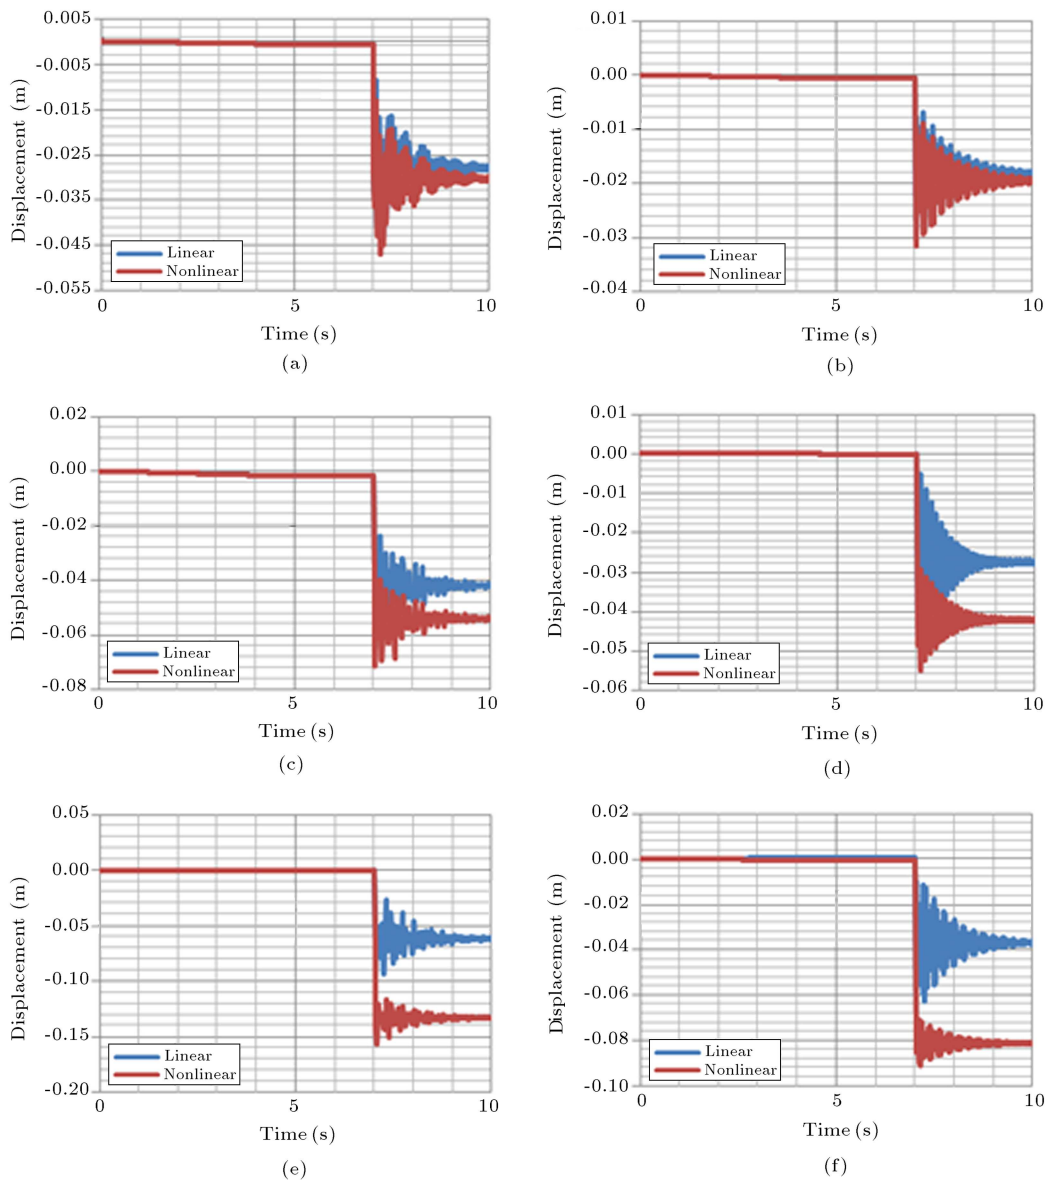 0.005
-0.005
-0.015
-0.025
-0.035
-0.045
-0.055
Displacement (m)
Linear
Nonlinear
0
5
10
Time (s)
(a)
0.01
0.00
-0.01
-0.02
-0.03
-0.04
Displacement (m)
Linear
Nonlinear
0
5
10
Time (s)
(b)
0.02
0.00
-0.02
-0.04
-0.06
-0.08
Displacement (m)
Linear
Nonlinear
0
5
10
Time (s)
(c)
0.01
0.00
-0.01
-0.02
-0.03
-0.04
-0.05
-0.06
Displacement (m)
Linear
Nonlinear
0
5
10
Time (s)
(d)
0.05
0.00
-0.05
-0.10
-0.15
-0.20
Displacement (m)
Linear
Nonlinear
0
5
10
Time (s)
(e)
0.02
0.00
-0.02
-0.04
-0.06
-0.08
-0.10
Displacement (m)
Linear
Nonlinear
0
5
10
Time (s)
(f)